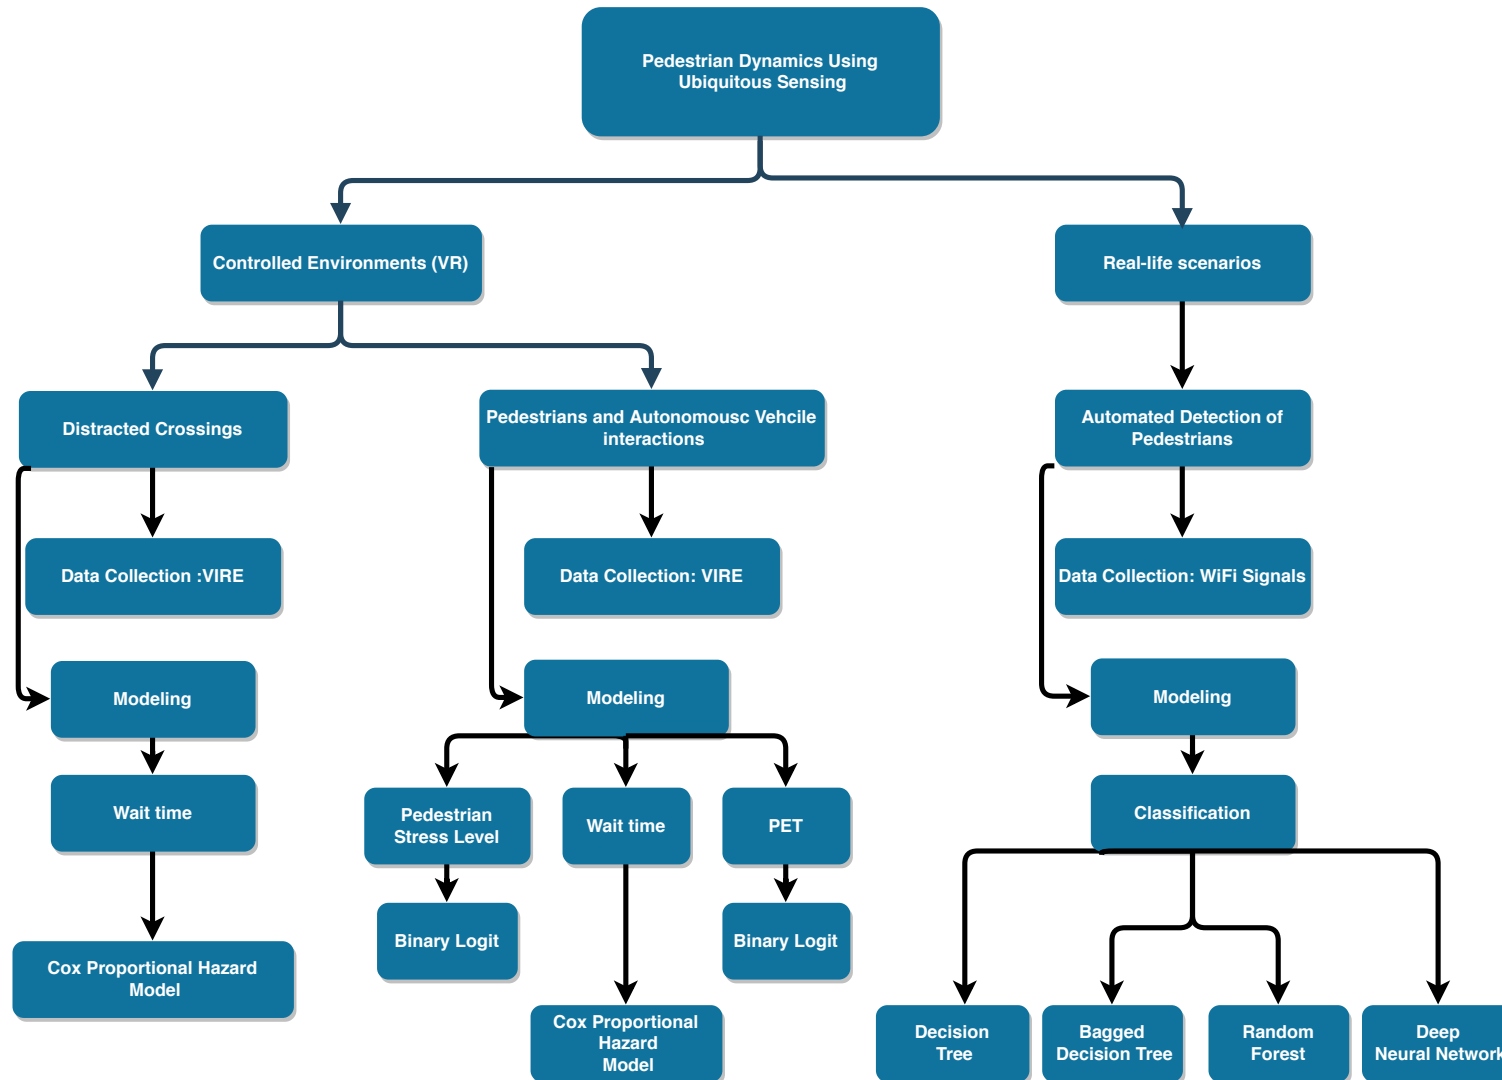 Pedestrian Dynamics Using
Ubiquitous Sensing
Controlled Environments (VR)
Real-life scenarios
Distracted Crossings
Pedestrians and Autonomousc Vehcile
interactions
Automated Detection of
Pedestrians
Data Collection :VIRE
Data Collection: VIRE
Data Collection: WiFi Signals
Modeling
Modeling
Modeling
Wait time
Pedestrian
Stress Level
Wait time
PET
Classification
Binary Logit
Binary Logit
Cox Proportional Hazard
Model
Cox Proportional
Hazard
Model
Decision
Tree
Bagged
Decision Tree
Random
Forest
Deep
Neural Network